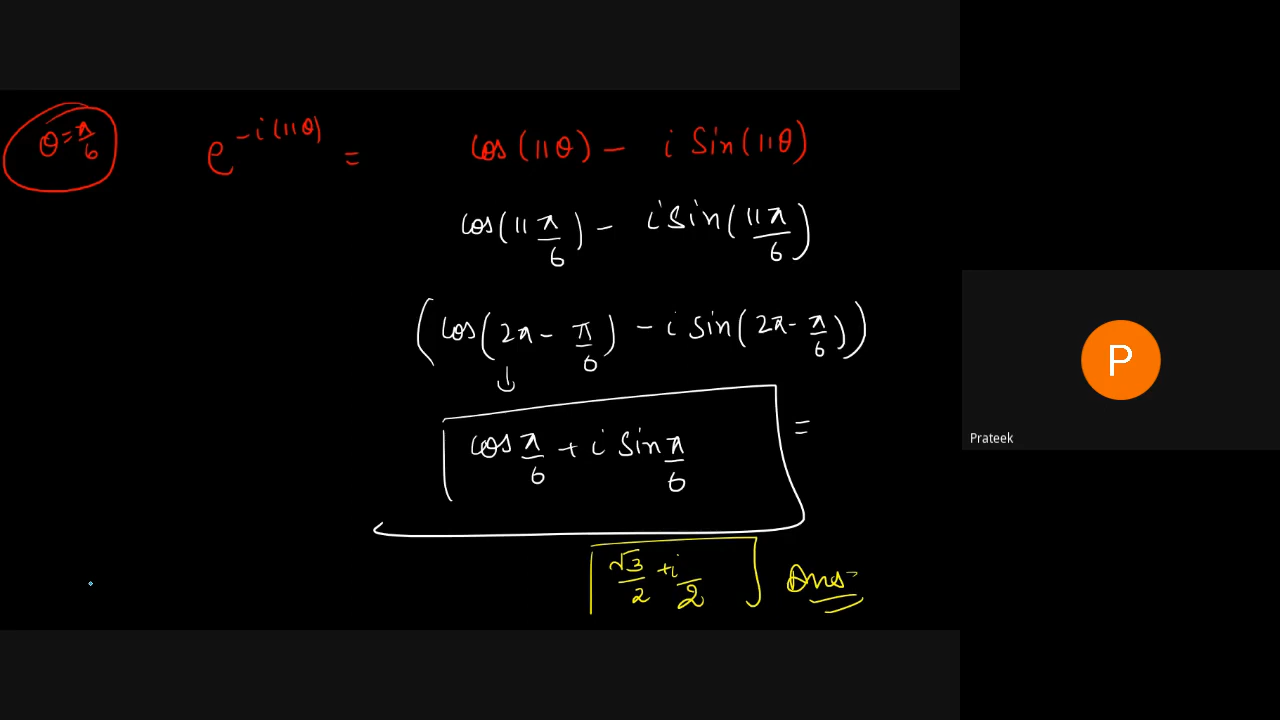 θ=π/6
e^{-i(11θ)} = cos(11θ) - i Sin(11θ)
cos(11π/6) - i Sin(11π/6)
(cos(2π - π/6) - i Sin(2π - π/6))
↓
cos π/6 + i Sin π/6 =
√3/2 + i/2 Ans:
P
Prateek